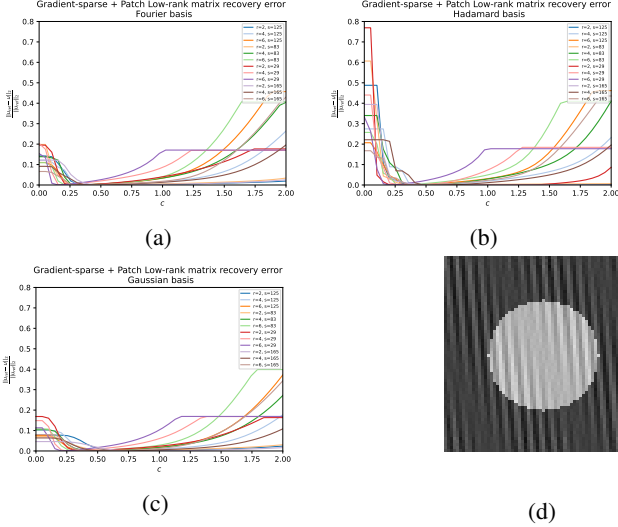 Gradient-sparse + Patch Low-rank matrix recovery error
Fourier basis
0.8
0.7
0.6
0.5
0.4
0.3
0.2
0.1
0.0
r=2, s=125
r=4, s=125
r=6, s=125
r=2, s=83
r=4, s=83
r=6, s=83
r=2, s=29
r=4, s=29
r=6, s=29
r=2, s=165
r=4, s=165
r=6, s=165
0.00 0.25 0.50 0.75 1.00 1.25 1.50 1.75 2.00
c
(a)
Gradient-sparse + Patch Low-rank matrix recovery error
Hadamard basis
0.8
0.7
0.6
0.5
0.4
0.3
0.2
0.1
0.0
r=2, s=125
r=4, s=125
r=6, s=125
r=2, s=83
r=4, s=83
r=6, s=83
r=2, s=29
r=4, s=29
r=6, s=29
r=2, s=165
r=4, s=165
r=6, s=165
0.00 0.25 0.50 0.75 1.00 1.25 1.50 1.75 2.00
c
(b)
Gradient-sparse + Patch Low-rank matrix recovery error
Gaussian basis
0.8
0.7
0.6
0.5
0.4
0.3
0.2
0.1
0.0
r=2, s=125
r=4, s=125
r=6, s=125
r=2, s=83
r=4, s=83
r=6, s=83
r=2, s=29
r=4, s=29
r=6, s=29
r=2, s=165
r=4, s=165
r=6, s=165
0.00 0.25 0.50 0.75 1.00 1.25 1.50 1.75 2.00
c
(c)
(d)